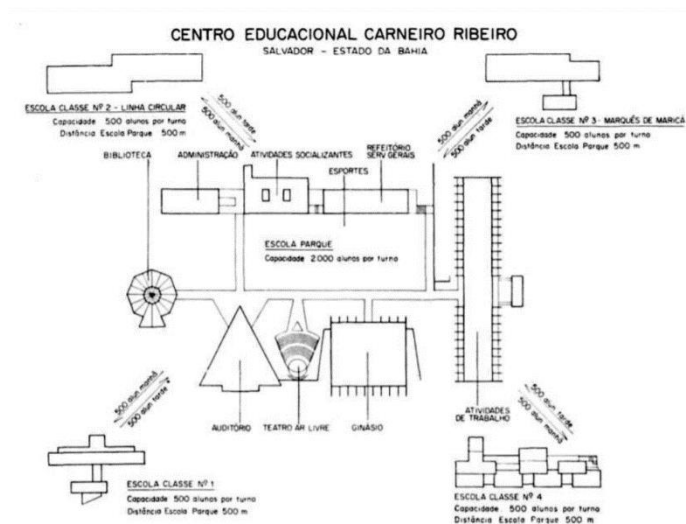 CENTRO EDUCACIONAL CARNEIRO RIBEIRO
SALVADOR - ESTADO DA BAHIA
ESCOLA CLASSE Nº 2 - LINHA CIRCULAR
Capacidade 500 alunos por turno
Distância Escola Parque 500 m
500 alun tarde
500 alun manhã
500 alun manhã
500 alun tarde
ESCOLA CLASSE Nº 3 - MARQUÊS DE MARICÁ
Capacidade 500 alunos por turno
Distância Escola Parque 500 m
BIBLIOTECA
ADMINISTRAÇÃO
ATIVIDADES SOCIALIZANTES
REFEITÓRIO
SERV GERAIS
ESPORTES
ESCOLA PARQUE
Capacidade 2.000 alunos por turno
500 alun manhã
500 alun tarde
AUDITÓRIO
TEATRO AR LIVRE
GINÁSIO
ATIVIDADES
DE TRABALHO
500 alun tarde
500 alun manhã
ESCOLA CLASSE Nº 1
Capacidade 500 alunos por turno
Distância Escola Parque 500 m
ESCOLA CLASSE Nº 4
Capacidade 500 alunos por turno
Distância Escola Parque 500 m